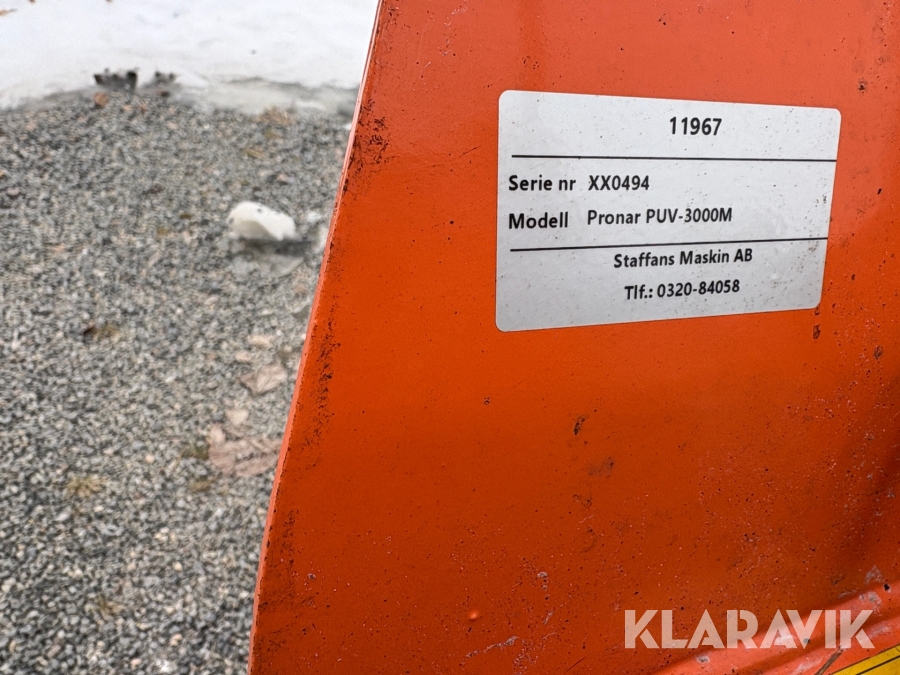 11967
Serie nr XX0494
Modell Pronar PUV-3000M
Staffans Maskin AB
Tlf.: 0320-84058
KLARAVIK